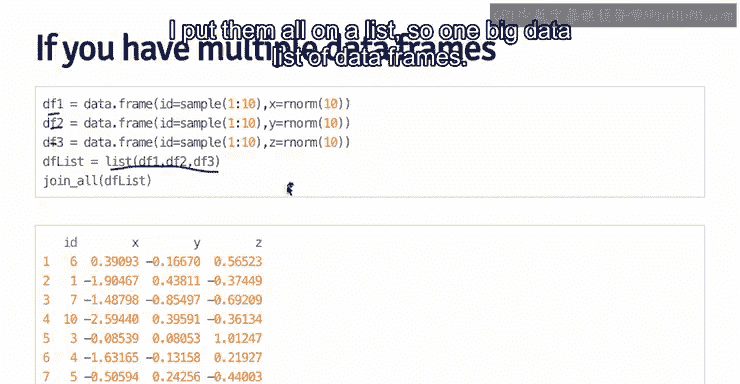 I put them all on a list, so one big data
list of data frames.
If you have multiple data frames
df1 = data.frame(id=sample(1:10),x=rnorm(10))
df2 = data.frame(id=sample(1:10),y=rnorm(10))
df3 = data.frame(id=sample(1:10),z=rnorm(10))
dfList = list(df1,df2,df3)
join_all(dfList)
id x y z
1 6 0.39093 -0.16670 0.56523
2 1 -1.90467 0.43811 -0.37449
3 7 -1.48798 -0.85497 -0.69209
4 10 -2.59440 0.39591 -0.36134
5 3 -0.08539 0.08053 1.01247
6 4 -1.63165 -0.13158 0.21927
7 5 -0.50594 0.24256 -0.44003